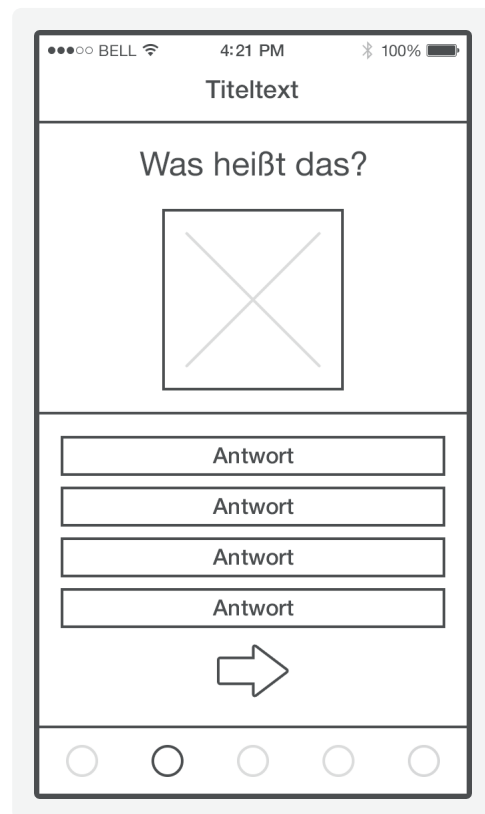 BELL 4:21 PM 100%
Titeltext
Was heißt das?
Antwort
Antwort
Antwort
Antwort